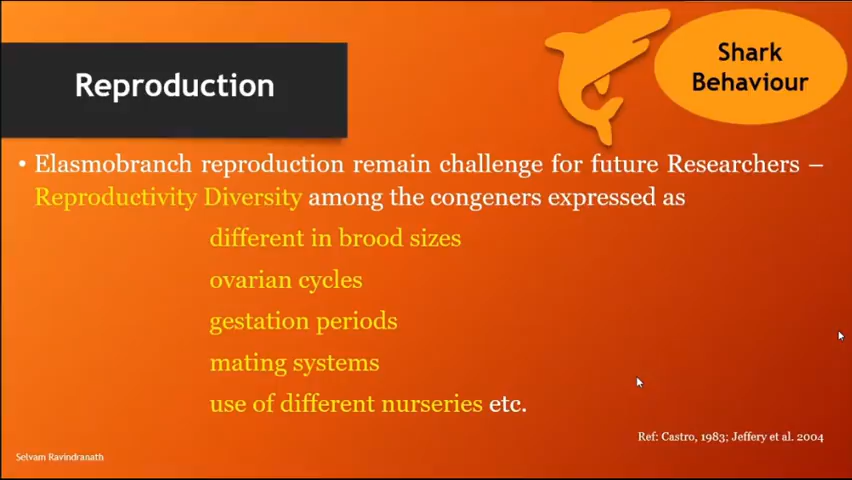 Reproduction
Shark
Behaviour
• Elasmobranch reproduction remain challenge for future Researchers –
Reproductivity Diversity among the congeners expressed as
different in brood sizes
ovarian cycles
gestation periods
mating systems
use of different nurseries etc.
Ref: Castro, 1983; Jeffery et al. 2004
Selvam Ravindranath